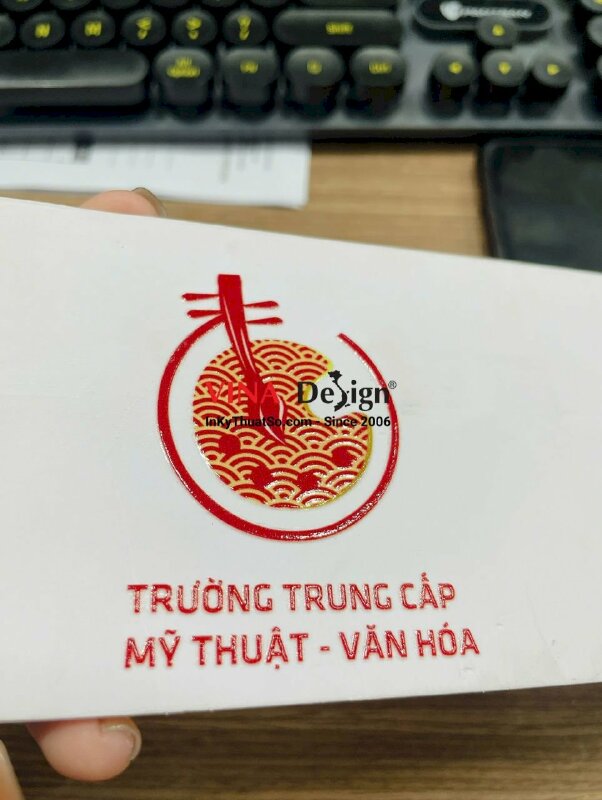 VINA Design®
InKyThuatSo.com - Since 2006
TRƯỜNG TRUNG CẤP
MỸ THUẬT - VĂN HÓA